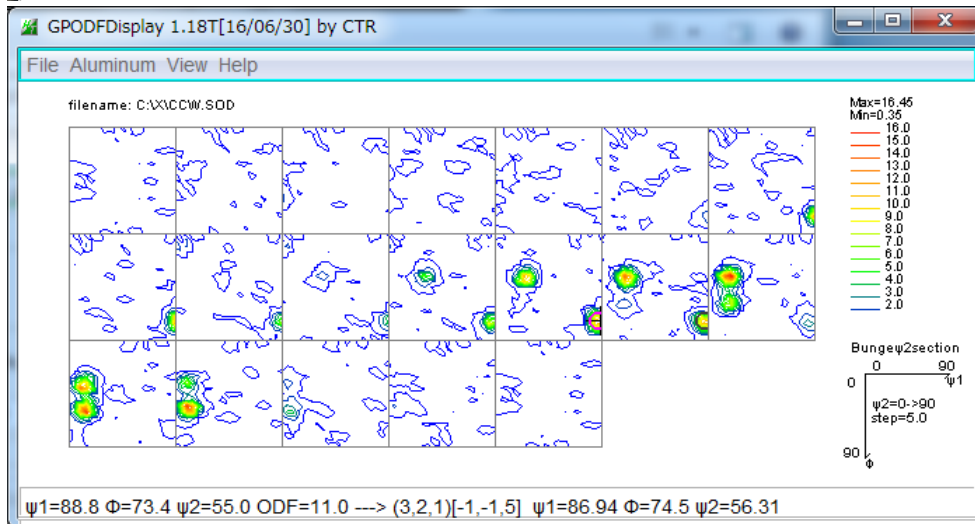 GPODFDisplay 1.18T[16/06/30] by CTR
File Aluminum View Help
filename: C:\X\CCW.SOD
Max=16.45
Min=0.35
16.0
15.0
14.0
13.0
12.0
11.0
10.0
9.0
8.0
7.0
6.0
5.0
4.0
3.0
2.0
Bungeψ2section
0 90
0 ψ1
ψ2=0->90
step=5.0
90 Φ
ψ1=88.8 Φ=73.4 ψ2=55.0 ODF=11.0 ---> (3,2,1)[-1,-1,5] ψ1=86.94 Φ=74.5 ψ2=56.31